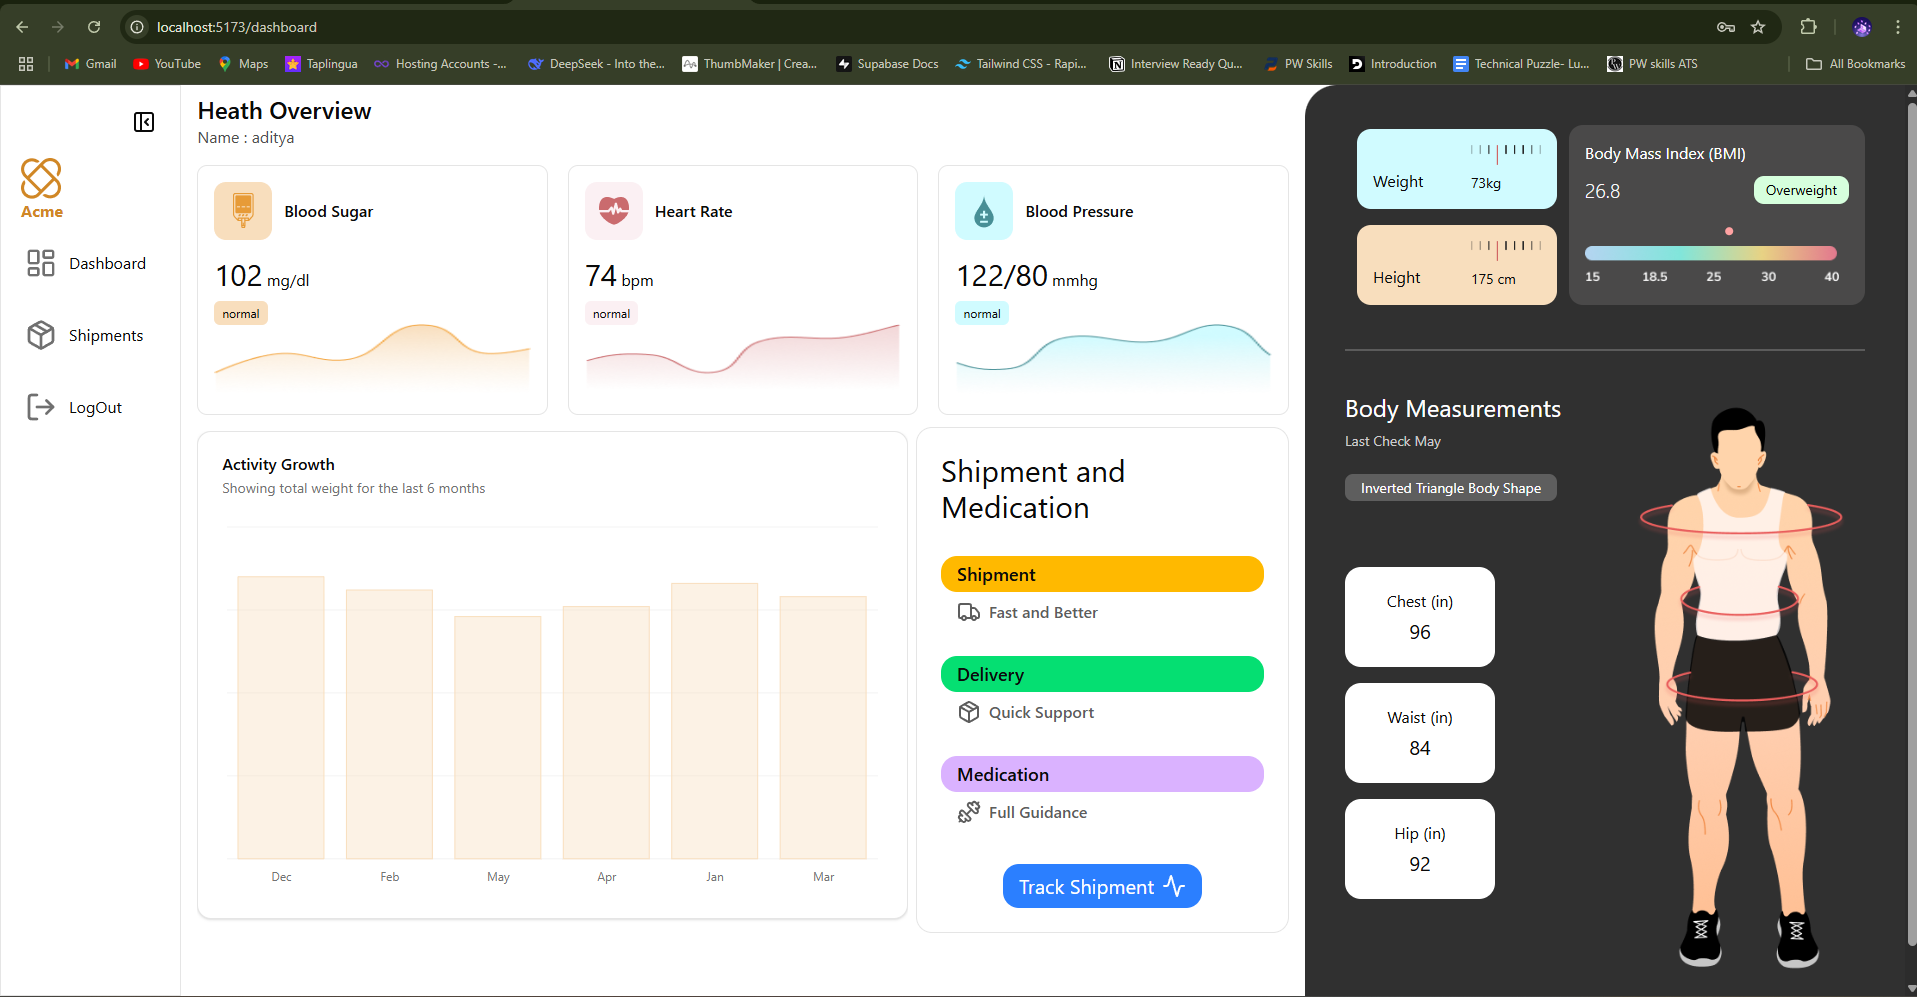 localhost:5173/dashboard
Gmail
YouTube
Maps
Taplingua
Hosting Accounts -...
DeepSeek - Into the...
ThumbMaker | Crea...
Supabase Docs
Tailwind CSS - Rapi...
Interview Ready Qu...
PW Skills
Introduction
Technical Puzzle- Lu...
PW skills ATS
All Bookmarks
Acme
Dashboard
Shipments
LogOut
Heath Overview
Name : aditya
Blood Sugar
102 mg/dl
normal
Heart Rate
74 bpm
normal
Blood Pressure
122/80 mmhg
normal
Activity Growth
Showing total weight for the last 6 months
Dec Feb May Apr Jan Mar
Shipment and
Medication
Shipment
Fast and Better
Delivery
Quick Support
Medication
Full Guidance
Track Shipment
Weight
73kg
Height
175 cm
Body Mass Index (BMI)
26.8
Overweight
15 18.5 25 30 40
Body Measurements
Last Check May
Inverted Triangle Body Shape
Chest (in)
96
Waist (in)
84
Hip (in)
92